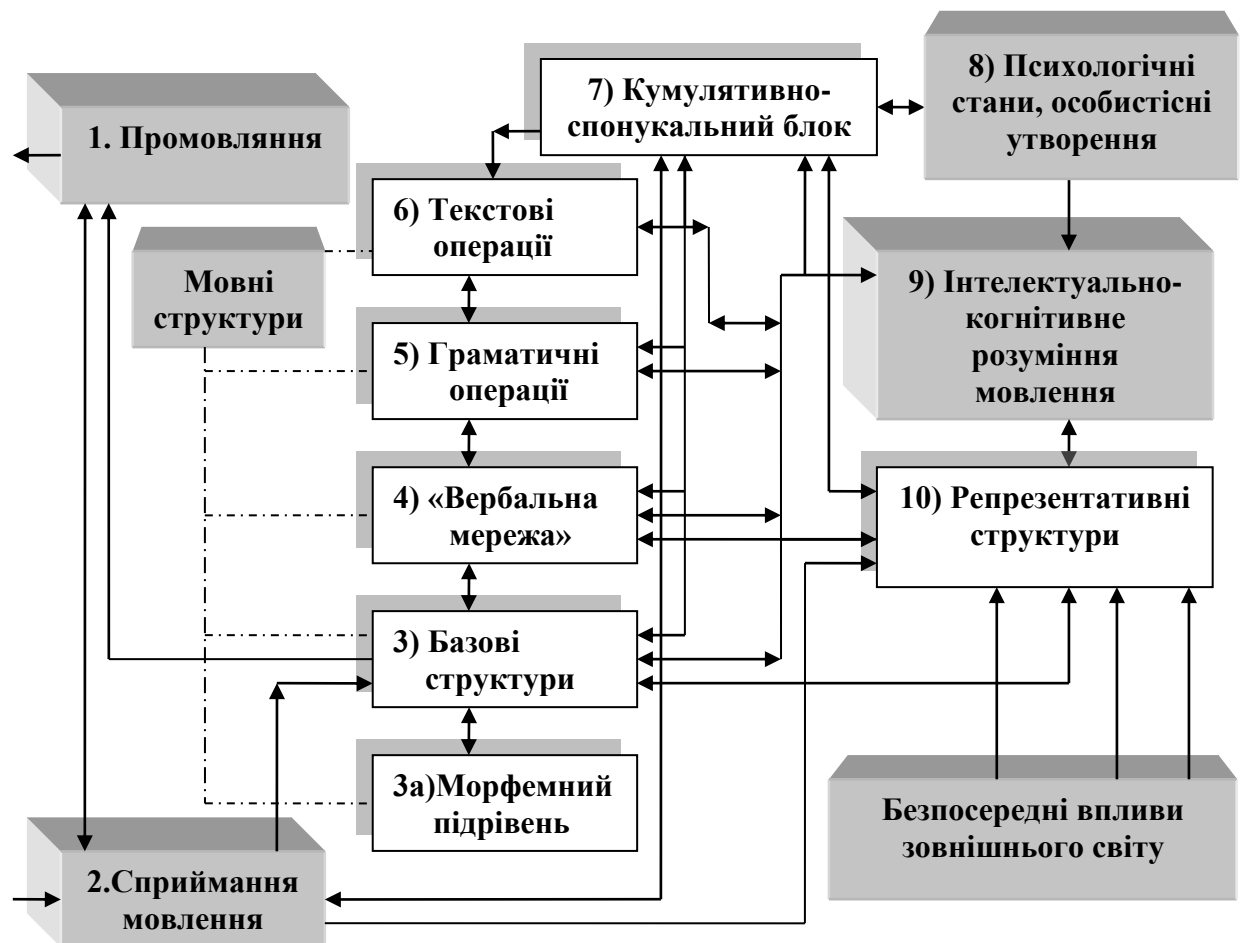 1. Промовляння
7) Кумулятивно-
спонукальний блок
8) Психологічні
стани, особистісні
утворення
6) Текстові
операції
Мовні
структури
9) Інтелектуально-
когнітивне
розуміння
мовлення
5) Граматичні
операції
4) «Вербальна
мережа»
10) Репрезентативні
структури
3) Базові
структури
3а)Морфемний
підрівень
Безпосередні впливи
зовнішнього світу
2.Сприймання
мовлення